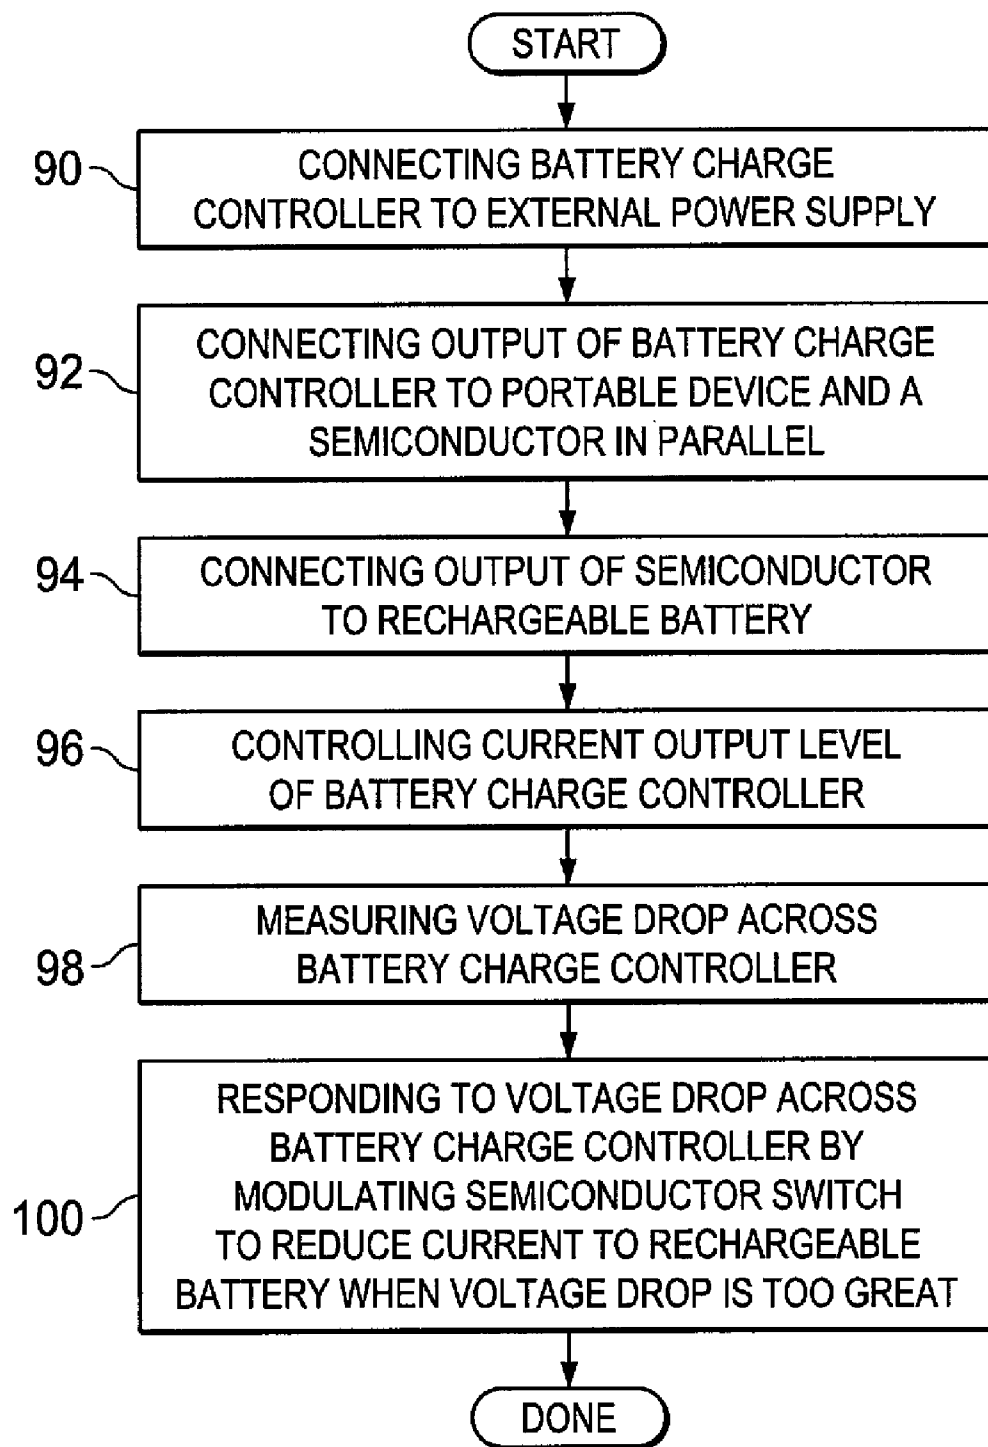 START
90
CONNECTING BATTERY CHARGE
CONTROLLER TO EXTERNAL POWER SUPPLY
92
CONNECTING OUTPUT OF BATTERY CHARGE
CONTROLLER TO PORTABLE DEVICE AND A
SEMICONDUCTOR IN PARALLEL
94
CONNECTING OUTPUT OF SEMICONDUCTOR
TO RECHARGEABLE BATTERY
96
CONTROLLING CURRENT OUTPUT LEVEL
OF BATTERY CHARGE CONTROLLER
98
MEASURING VOLTAGE DROP ACROSS
BATTERY CHARGE CONTROLLER
100
RESPONDING TO VOLTAGE DROP ACROSS
BATTERY CHARGE CONTROLLER BY
MODULATING SEMICONDUCTOR SWITCH
TO REDUCE CURRENT TO RECHARGEABLE
BATTERY WHEN VOLTAGE DROP IS TOO GREAT
DONE